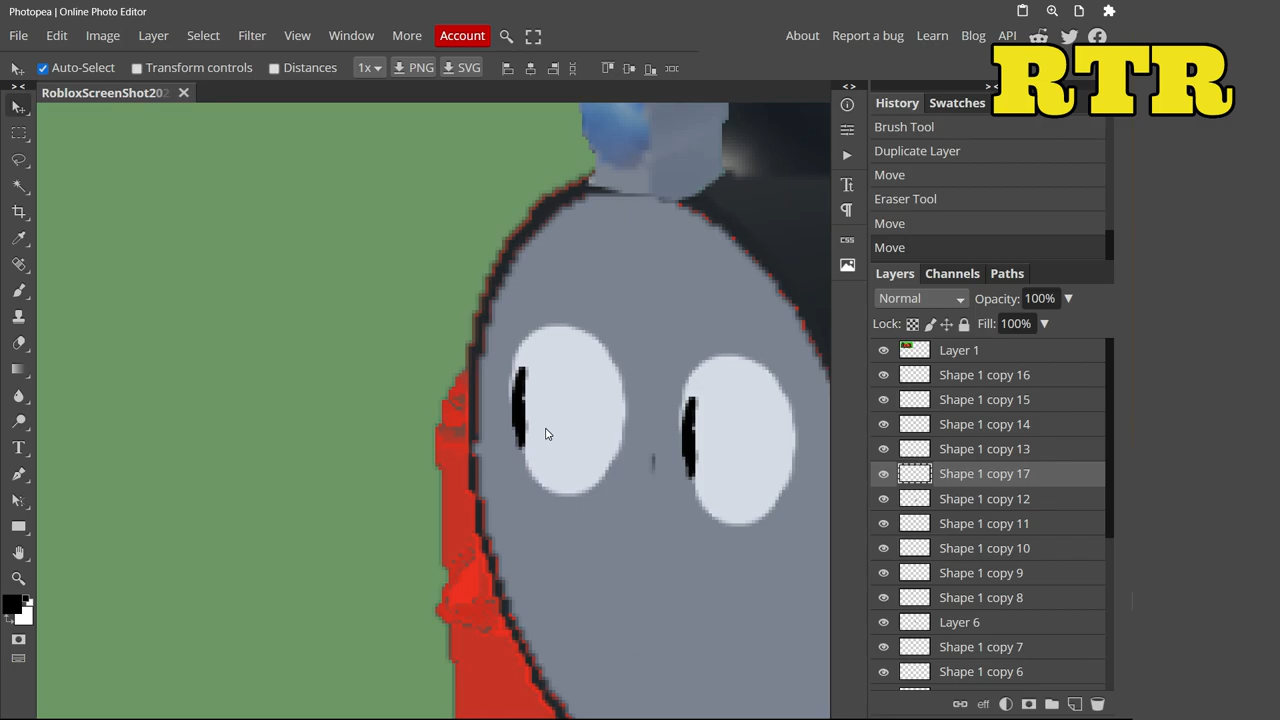 Photopea | Online Photo Editor
File Edit Image Layer Select Filter View Window More Account
About Report a bug Learn Blog API
RTR
Auto-Select Transform controls Distances 1x PNG SVG
RobloxScreenShot202
History Swatches
Brush Tool
Duplicate Layer
Move
Eraser Tool
Move
Move
CSS
Layers Channels Paths
Normal Opacity: 100%
Lock: Fill: 100%
Layer 1
Shape 1 copy 16
Shape 1 copy 15
Shape 1 copy 14
Shape 1 copy 13
Shape 1 copy 17
Shape 1 copy 12
Shape 1 copy 11
Shape 1 copy 10
Shape 1 copy 9
Shape 1 copy 8
Layer 6
Shape 1 copy 7
Shape 1 copy 6
eff